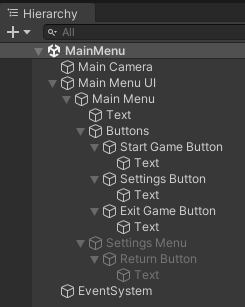 Hierarchy
All
MainMenu
Main Camera
Main Menu UI
Main Menu
Text
Buttons
Start Game Button
Text
Settings Button
Text
Exit Game Button
Text
Settings Menu
Return Button
Text
EventSystem